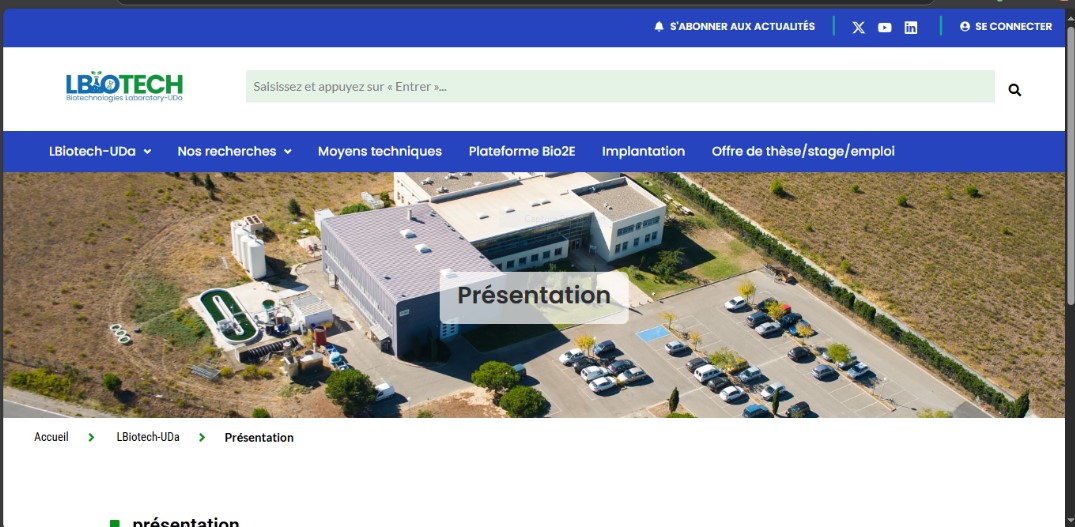 S'ABONNER AUX ACTUALITÉS
SE CONNECTER
LBIOTECH
Biotechnologies Laboratory-UDa
Saisissez et appuyez sur « Entrer »...
LBiotech-UDa
Nos recherches
Moyens techniques
Plateforme Bio2E
Implantation
Offre de thèse/stage/emploi
Présentation
Accueil
LBiotech-UDa
Présentation
présentation